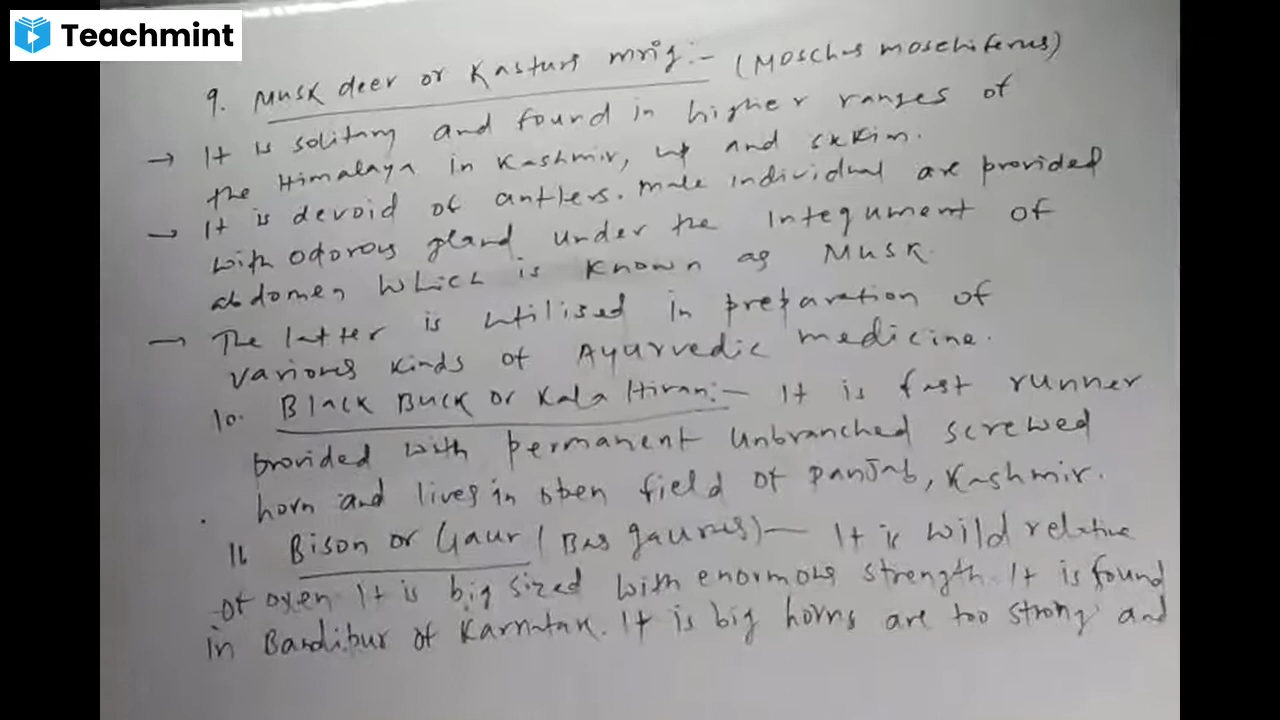 Teachmint
9. Musk deer or Kasturi mrig:- (Moschus moschiferus)
→ It is solitary and found in higher ranges of
the Himalaya in Kashmir, up and sikkim.
→ It is devoid of antlers. male individual are provided
with odorous gland under the Integument of
abdomen which is known as Musk.
→ The latter is utilised in preparation of
various kinds of Ayurvedic medicine.
10. Black Buck or Kala Hiran:- It is fast runner
provided with permanent unbranched screwed
horn and lives in open field of Panjab, Kashmir.
11. Bison or Gaur (Bos gaurus)- It is wild relative
of oxen. It is big sized with enormous strength. It is found
in Bandipur of Karnatak. It is big horns are too strong and